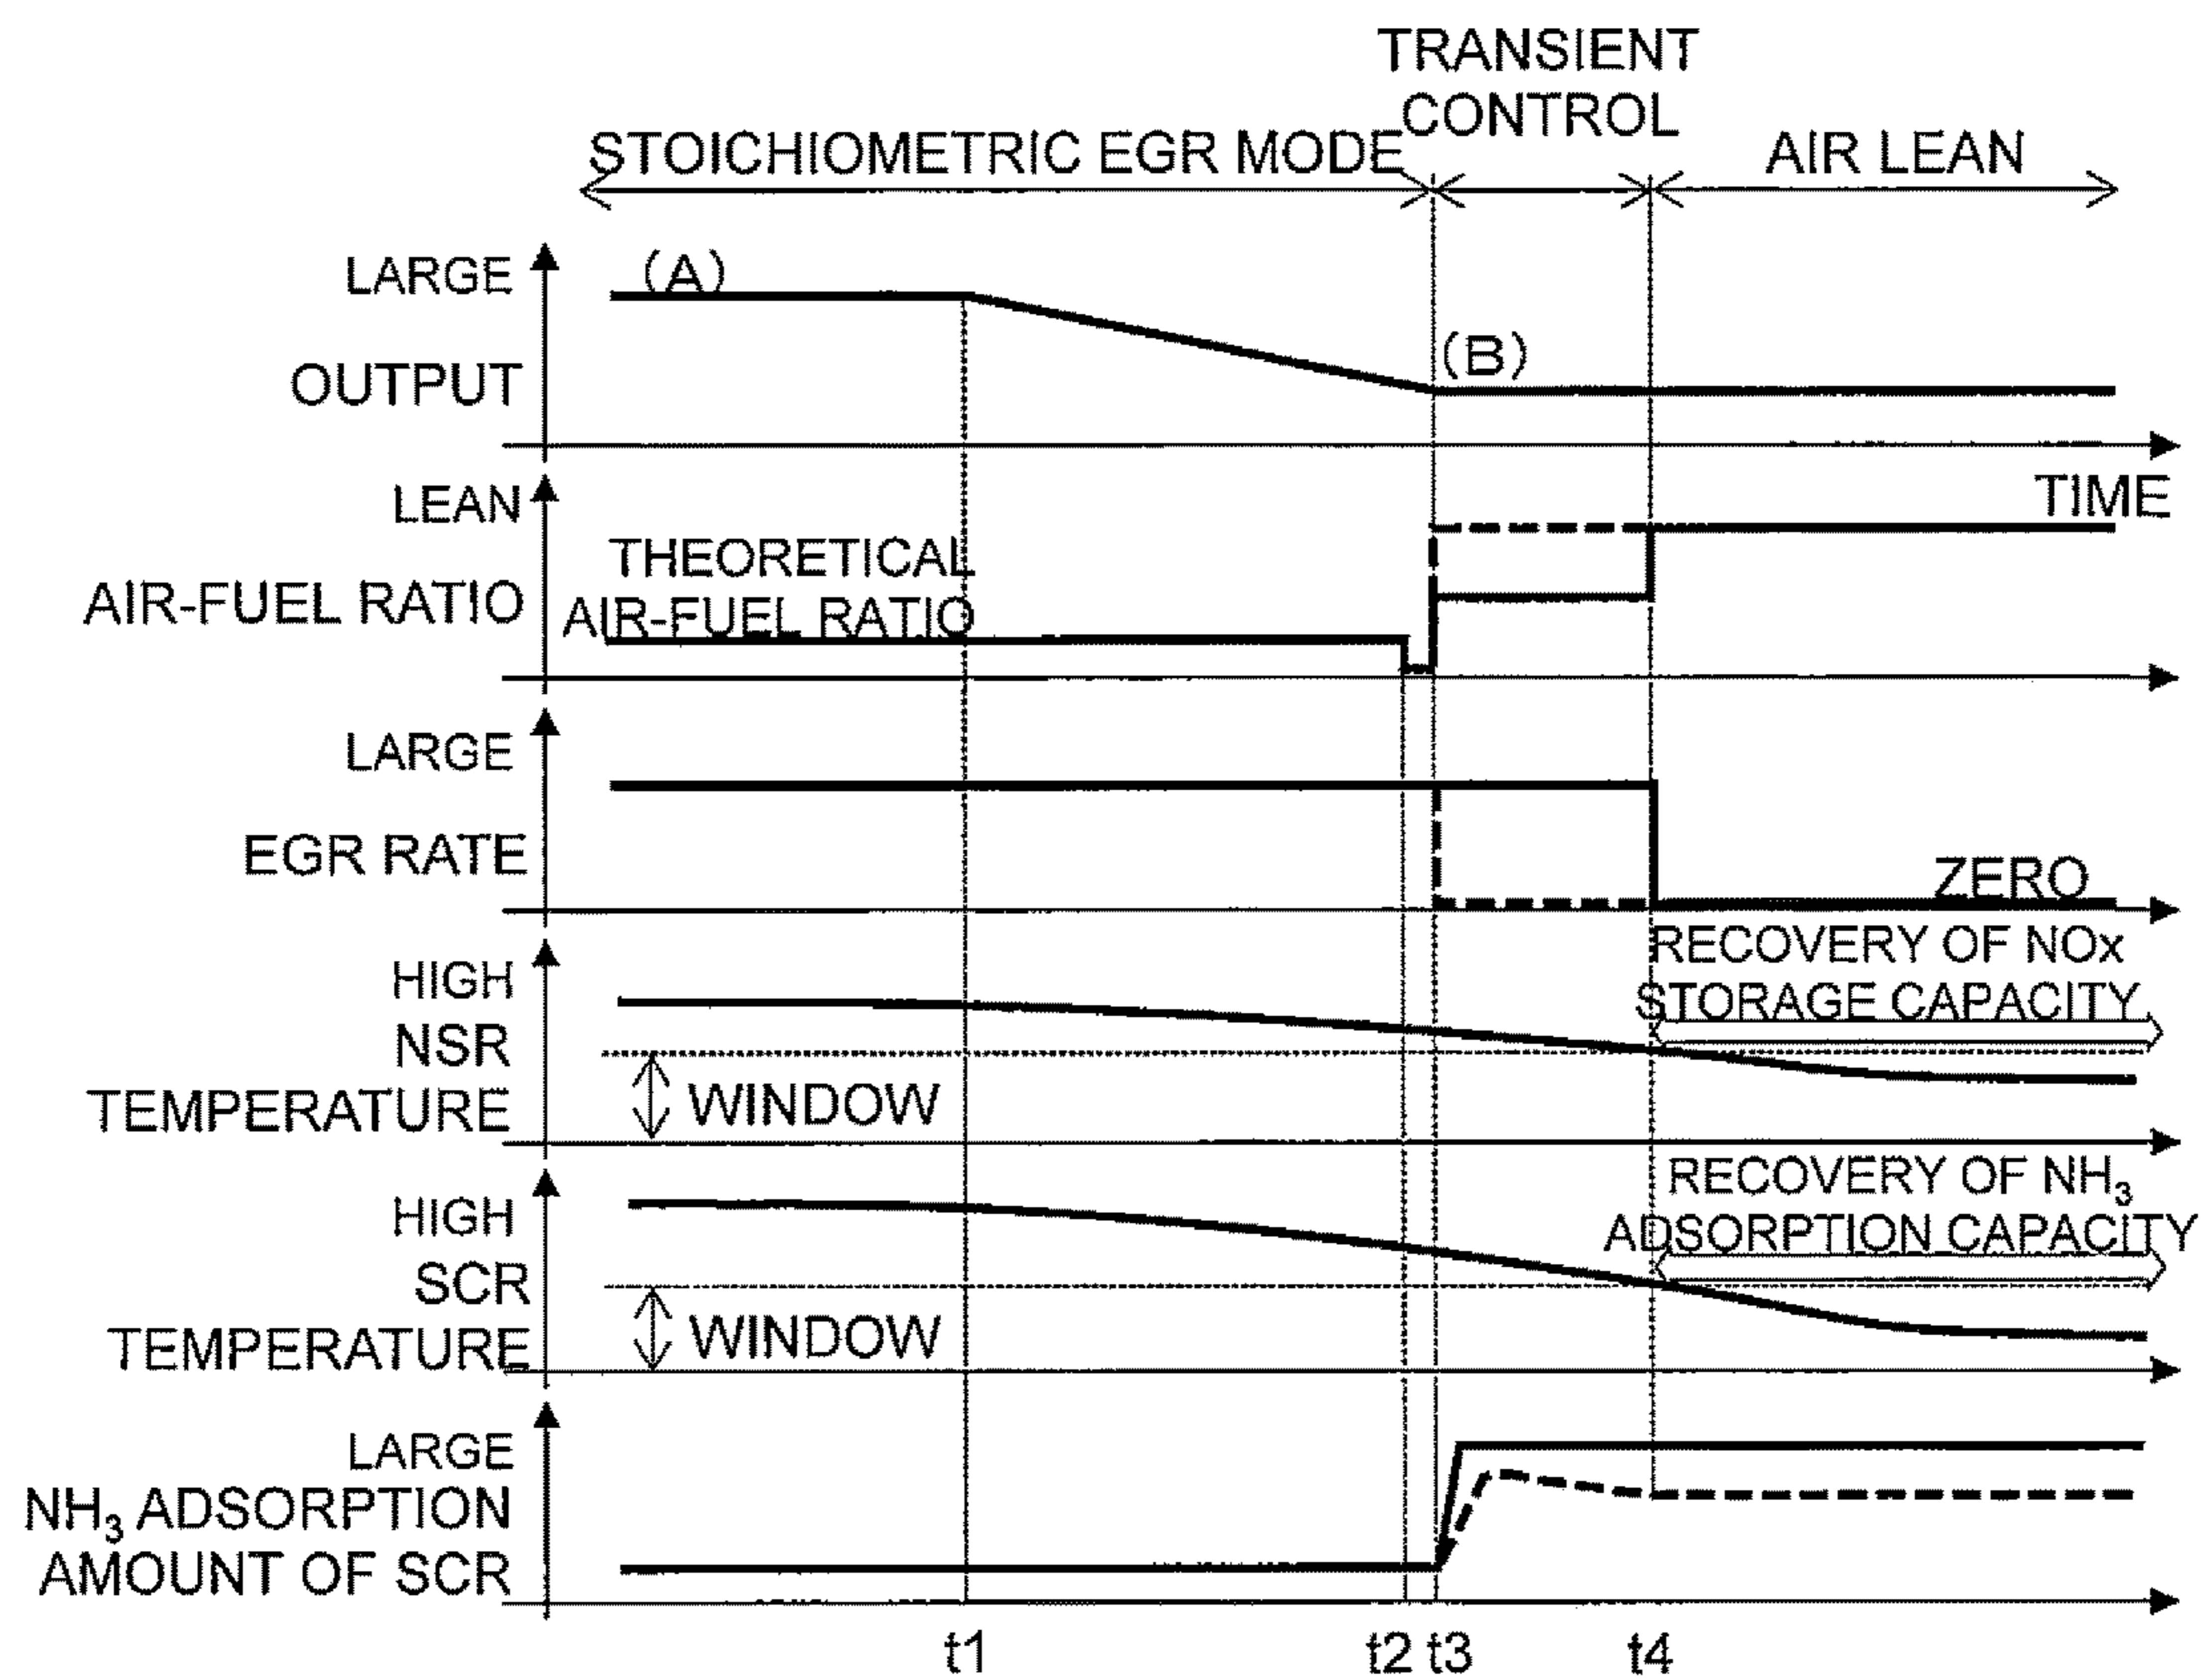 TRANSIENT
CONTROL
STOICHIOMETRIC EGR MODE
AIR LEAN
LARGE
(A)
(B)
OUTPUT
LEAN
TIME
THEORETICAL
AIR-FUEL RATIO
AIR-FUEL RATIO
LARGE
EGR RATE
ZERO
RECOVERY OF NOx
STORAGE CAPACITY
HIGH
NSR
TEMPERATURE
WINDOW
RECOVERY OF NH₃
ADSORPTION CAPACITY
HIGH
SCR
TEMPERATURE
WINDOW
LARGE
NH₃ ADSORPTION
AMOUNT OF SCR
t1
t2
t3
t4